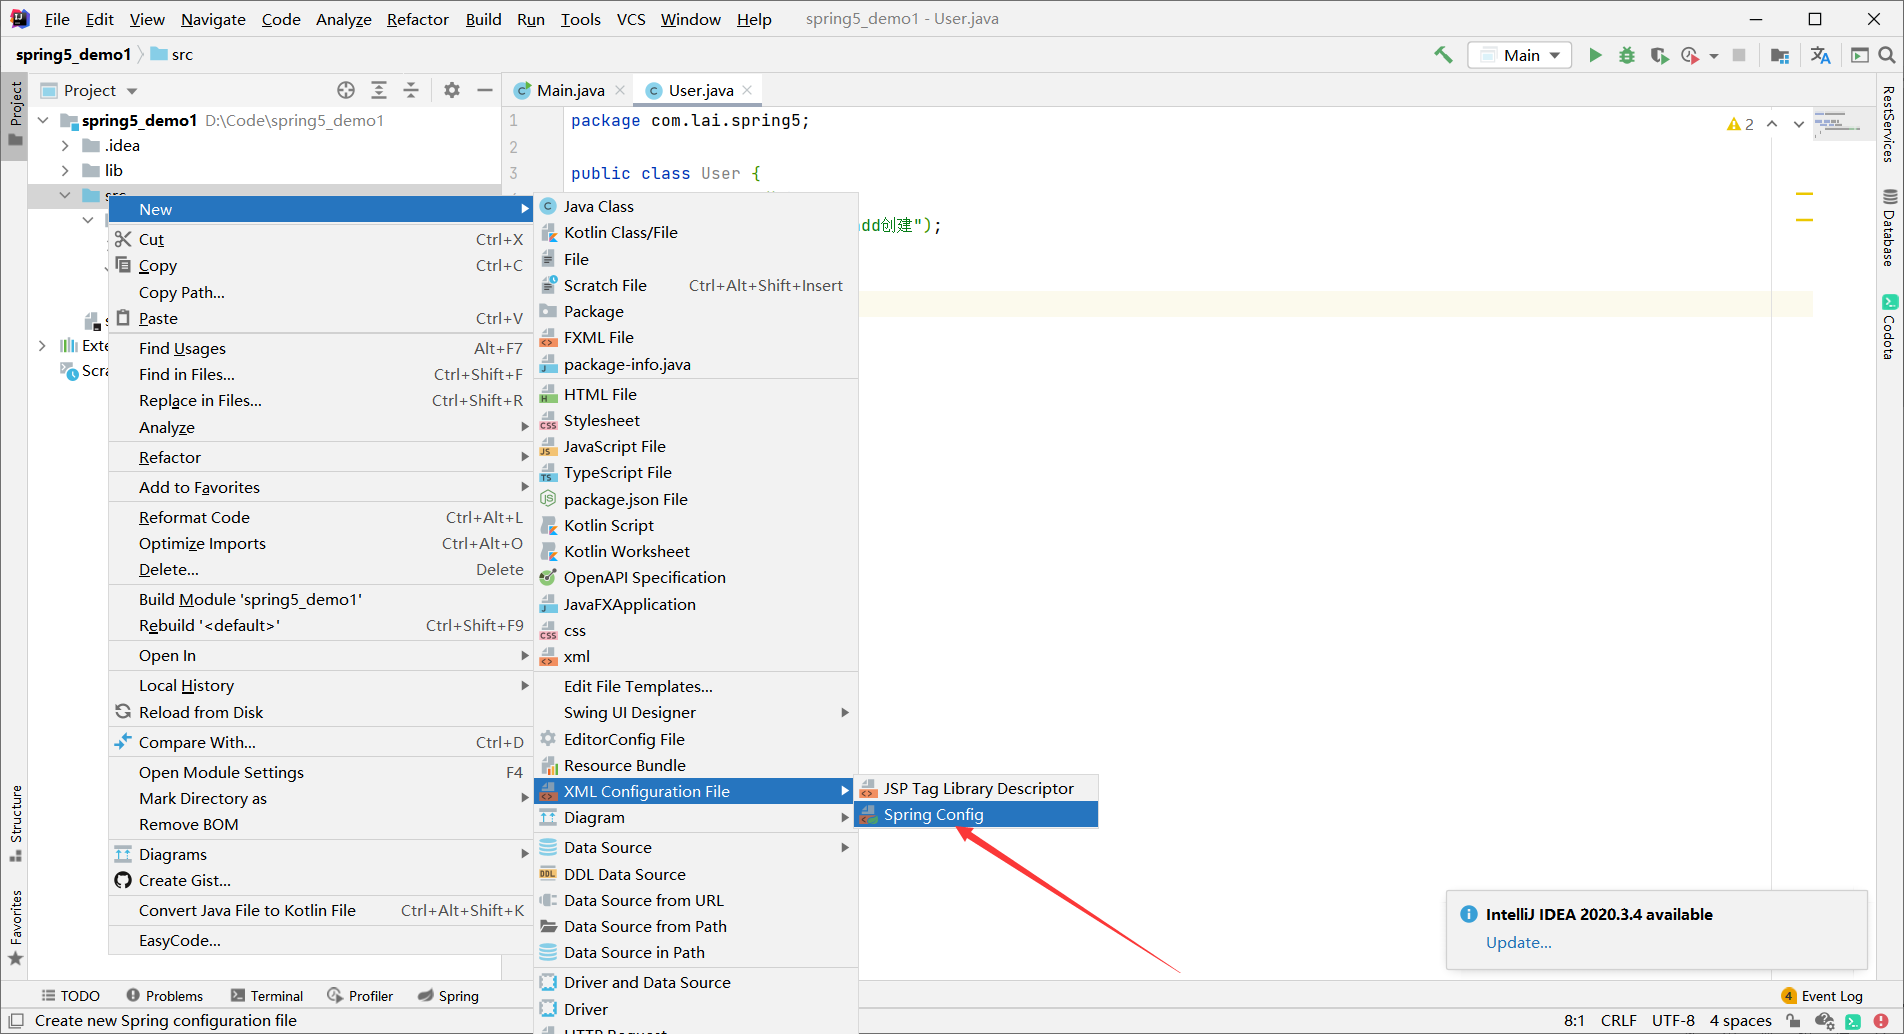 File Edit View Navigate Code Analyze Refactor Build Run Tools VCS Window Help spring5_demo1 - User.java
spring5_demo1 src
Main
Project
Main.java
User.java
spring5_demo1 D:\Code\spring5_demo1
.idea
lib
src
Exte
Scra
1 package com.lai.spring5;
2
3 public class User {
dd创建");
2
New
Cut Ctrl+X
Copy Ctrl+C
Copy Path...
Paste Ctrl+V
Find Usages Alt+F7
Find in Files... Ctrl+Shift+F
Replace in Files... Ctrl+Shift+R
Analyze
Refactor
Add to Favorites
Reformat Code Ctrl+Alt+L
Optimize Imports Ctrl+Alt+O
Delete... Delete
Build Module 'spring5_demo1'
Rebuild '<default>' Ctrl+Shift+F9
Open In
Local History
Reload from Disk
Compare With... Ctrl+D
Open Module Settings F4
Mark Directory as
Remove BOM
Diagrams
Create Gist...
Convert Java File to Kotlin File Ctrl+Alt+Shift+K
EasyCode...
Java Class
Kotlin Class/File
File
Scratch File Ctrl+Alt+Shift+Insert
Package
FXML File
package-info.java
HTML File
Stylesheet
JavaScript File
TypeScript File
package.json File
Kotlin Script
Kotlin Worksheet
OpenAPI Specification
JavaFXApplication
css
xml
Edit File Templates...
Swing UI Designer
EditorConfig File
Resource Bundle
XML Configuration File
Diagram
Data Source
DDL Data Source
Data Source from URL
Data Source from Path
Data Source in Path
Driver and Data Source
Driver
HTTP Request
JSP Tag Library Descriptor
Spring Config
Project
Structure
Favorites
RestServices
Database
Codota
IntelliJ IDEA 2020.3.4 available
Update...
TODO Problems Terminal Profiler Spring
4 Event Log
Create new Spring configuration file
8:1 CRLF UTF-8 4 spaces